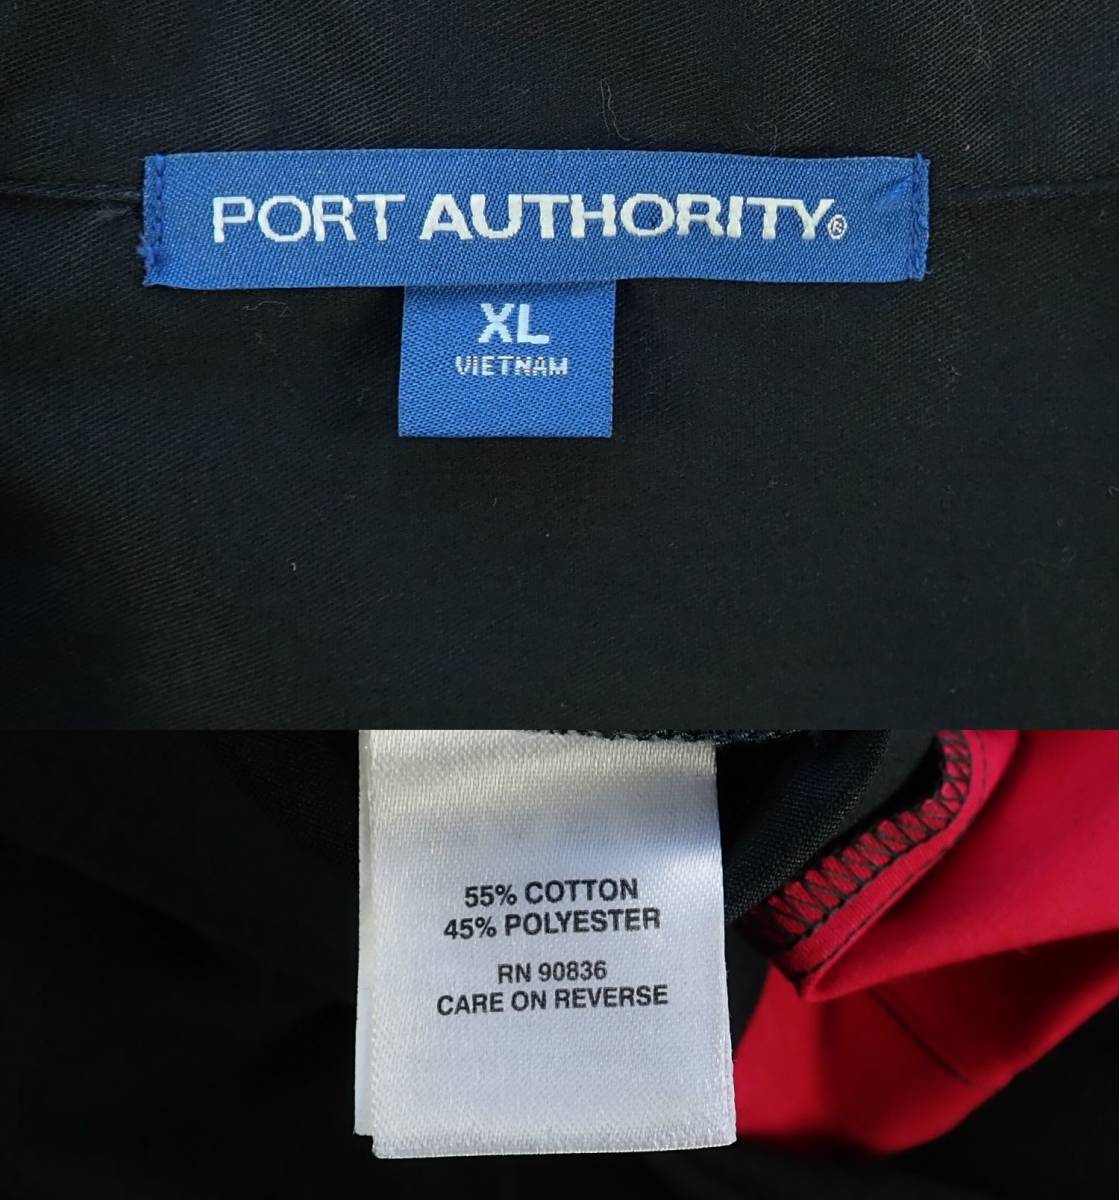 PORT AUTHORITY®
XL
VIETNAM
55% COTTON
45% POLYESTER
RN 90836
CARE ON REVERSE